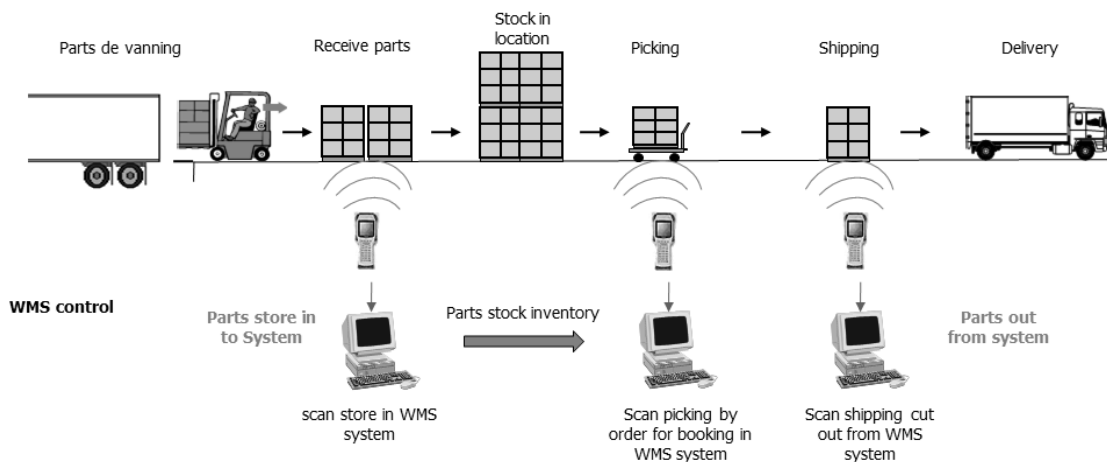 Parts de vanning
Receive parts
Stock in
location
Picking
Shipping
Delivery
WMS control
Parts store in
to System
Parts stock inventory
Parts out
from system
scan store in WMS
system
Scan picking by
order for booking in
WMS system
Scan shipping cut
out from WMS
system